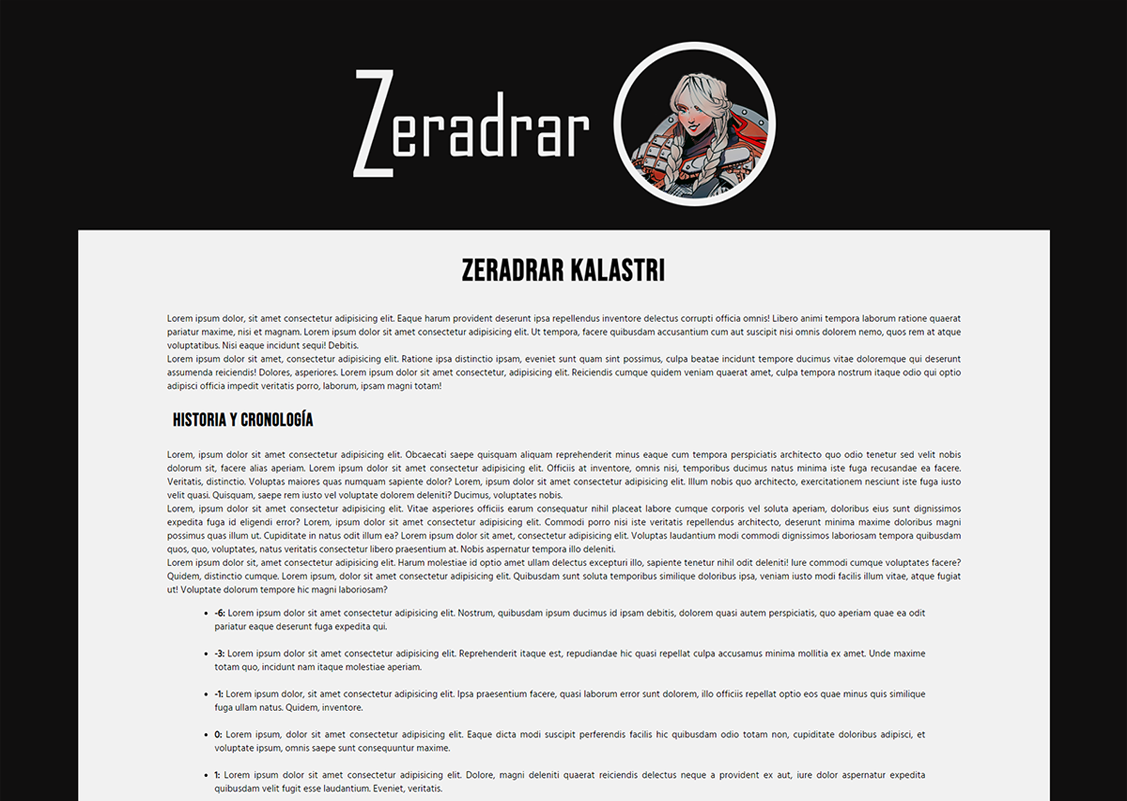 Zeradrar
ZERADRAR KALASTRI
Lorem ipsum dolor, sit amet consectetur adipisicing elit. Eaque harum provident deserunt ipsa repellendus inventore delectus corrupti officia omnis! Libero animi tempora laborum ratione quaerat
pariatur maxime, nisi et magnam. Lorem ipsum dolor sit amet consectetur adipisicing elit. Ut tempora, facere quibusdam accusantium cum aut suscipit nisi omnis dolorem nemo, quos rem at atque
voluptatibus. Nisi eaque incidunt sequi! Debitis.
Lorem ipsum dolor sit amet, consectetur adipisicing elit. Ratione ipsa distinctio ipsam, eveniet sunt quam sint possimus, culpa beatae incidunt tempore ducimus vitae doloremque qui deserunt
assumenda reiciendis! Dolores, asperiores. Lorem ipsum dolor sit amet consectetur, adipisicing elit. Reiciendis cumque quidem veniam quaerat amet, culpa tempora nostrum itaque odio qui optio
adipisci officia impedit veritatis porro, laborum, ipsam magni totam!
HISTORIA Y CRONOLOGÍA
Lorem, ipsum dolor sit amet consectetur adipisicing elit. Obcaecati saepe quisquam aliquam reprehenderit minus eaque cum tempora perspiciatis architecto quo odio tenetur sed velit nobis
dolorum sit, facere alias aperiam. Lorem ipsum dolor sit amet consectetur adipisicing elit. Officiis at inventore, omnis nisi, temporibus ducimus natus minima iste fuga recusandae ea facere.
Veritatis, distinctio. Voluptas maiores quas numquam sapiente dolor? Lorem, ipsum dolor sit amet consectetur adipisicing elit. Illum nobis quo architecto, exercitationem nesciunt iste fuga iusto
velit quasi. Quisquam, saepe rem iusto vel voluptate dolorem deleniti? Ducimus, voluptates nobis.
Lorem ipsum dolor sit amet consectetur adipisicing elit. Vitae asperiores officiis earum consequatur nihil placeat labore cumque corporis vel soluta aperiam, doloribus eius sunt dignissimos
expedita fuga id eligendi error? Lorem, ipsum dolor sit amet consectetur adipisicing elit. Commodi porro nisi iste veritatis repellendus architecto, deserunt minima maxime doloribus magni
possimus quas illum ut. Cupiditate in natus odit illum ea? Lorem ipsum dolor sit amet, consectetur adipisicing elit. Voluptas laudantium modi commodi dignissimos laboriosam tempora quibusdam
quos, quo, voluptates, natus veritatis consectetur libero praesentium at. Nobis aspernatur tempora illo deleniti.
Lorem ipsum dolor sit, amet consectetur adipisicing elit. Harum molestiae id optio amet ullam delectus excepturi illo, sapiente tenetur nihil odit deleniti! Iure commodi cumque voluptates facere?
Quidem, distinctio cumque. Lorem ipsum, dolor sit amet consectetur adipisicing elit. Quibusdam sunt soluta temporibus similique doloribus ipsa, veniam iusto modi facilis illum vitae, atque fugiat
ut! Voluptate dolorum tempore hic magni laboriosam?
• -6: Lorem ipsum dolor sit amet consectetur adipisicing elit. Nostrum, quibusdam ipsum ducimus id ipsam debitis, dolorem quasi autem perspiciatis, quo aperiam quae ea odit
pariatur eaque deserunt fuga expedita qui.
• -3: Lorem ipsum dolor sit amet consectetur adipisicing elit. Reprehenderit itaque est, repudiandae hic quasi repellat culpa accusamus minima mollitia ex amet. Unde maxime
totam quo, incidunt nam itaque molestiae aperiam.
• -1: Lorem ipsum dolor, sit amet consectetur adipisicing elit. Ipsa praesentium facere, quasi laborum error sunt dolorem, illo officiis repellat optio eos quae minus quis similique
fuga ullam natus. Quidem, inventore.
• 0: Lorem ipsum, dolor sit amet consectetur adipisicing elit. Eaque dicta modi suscipit perferendis facilis hic quibusdam odio totam non, cupiditate doloribus adipisci, et
voluptate ipsum, omnis saepe sunt consequuntur maxime.
• 1: Lorem ipsum dolor sit amet consectetur adipisicing elit. Dolore, magni deleniti quaerat reiciendis delectus neque a provident ex aut, iure dolor aspernatur expedita
quibusdam velit fugit esse laudantium. Eveniet, veritatis.